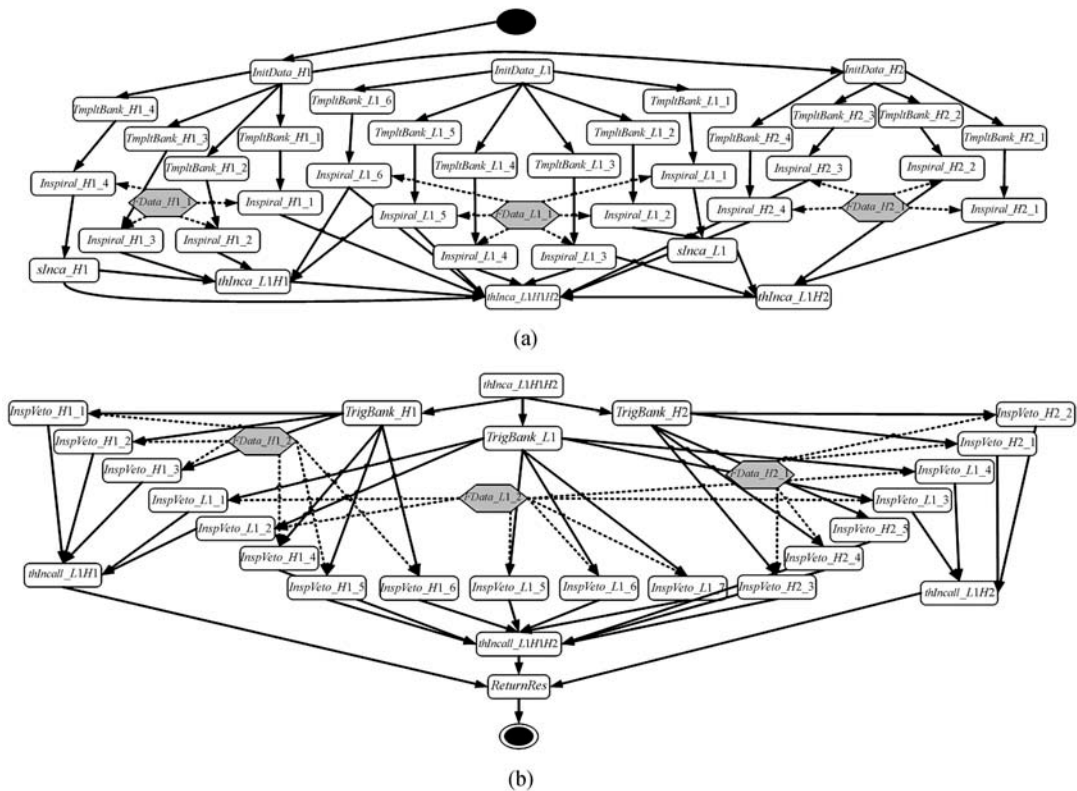 InitData_H1
InitData_L1
InitData_H2
TmpltBank_H1_4
TmpltBank_L1_6
TmpltBank_L1_1
TmpltBank_H2_3
TmpltBank_H2_2
TmpltBank_H1_3
TmpltBank_H1_1
TmpltBank_L1_5
TmpltBank_L1_2
TmpltBank_H2_4
TmpltBank_H2_1
TmpltBank_H1_2
TmpltBank_L1_4
TmpltBank_L1_3
Inspiral_H2_3
Inspiral_H2_2
Inspiral_H1_4
Inspiral_L1_6
Inspiral_L1_1
FData_H1_1
Inspiral_H1_1
Inspiral_L1_5
FData_L1_1
Inspiral_L1_2
Inspiral_H2_4
FData_H2_1
Inspiral_H2_1
Inspiral_H1_3
Inspiral_H1_2
sInca_L1
sInca_H1
Inspiral_L1_4
Inspiral_L1_3
thInca_L1H1
thInca_L1H1H2
thInca_L1H2
(a)
thInca_L1H1H2
InspVeto_H1_1
TrigBank_H1
TrigBank_H2
InspVeto_H2_2
InspVeto_H1_2
FData_H1_2
TrigBank_L1
InspVeto_H2_1
InspVeto_H1_3
FData_H2_1
InspVeto_L1_4
InspVeto_L1_1
FData_L1_2
InspVeto_L1_3
InspVeto_L1_2
InspVeto_H2_5
InspVeto_H1_4
InspVeto_H2_4
thIncall_L1H1
InspVeto_H1_5
InspVeto_H1_6
InspVeto_L1_5
InspVeto_L1_6
InspVeto_L1_7
InspVeto_H2_3
thIncall_L1H2
thIncall_L1H1H2
ReturnRes
(b)